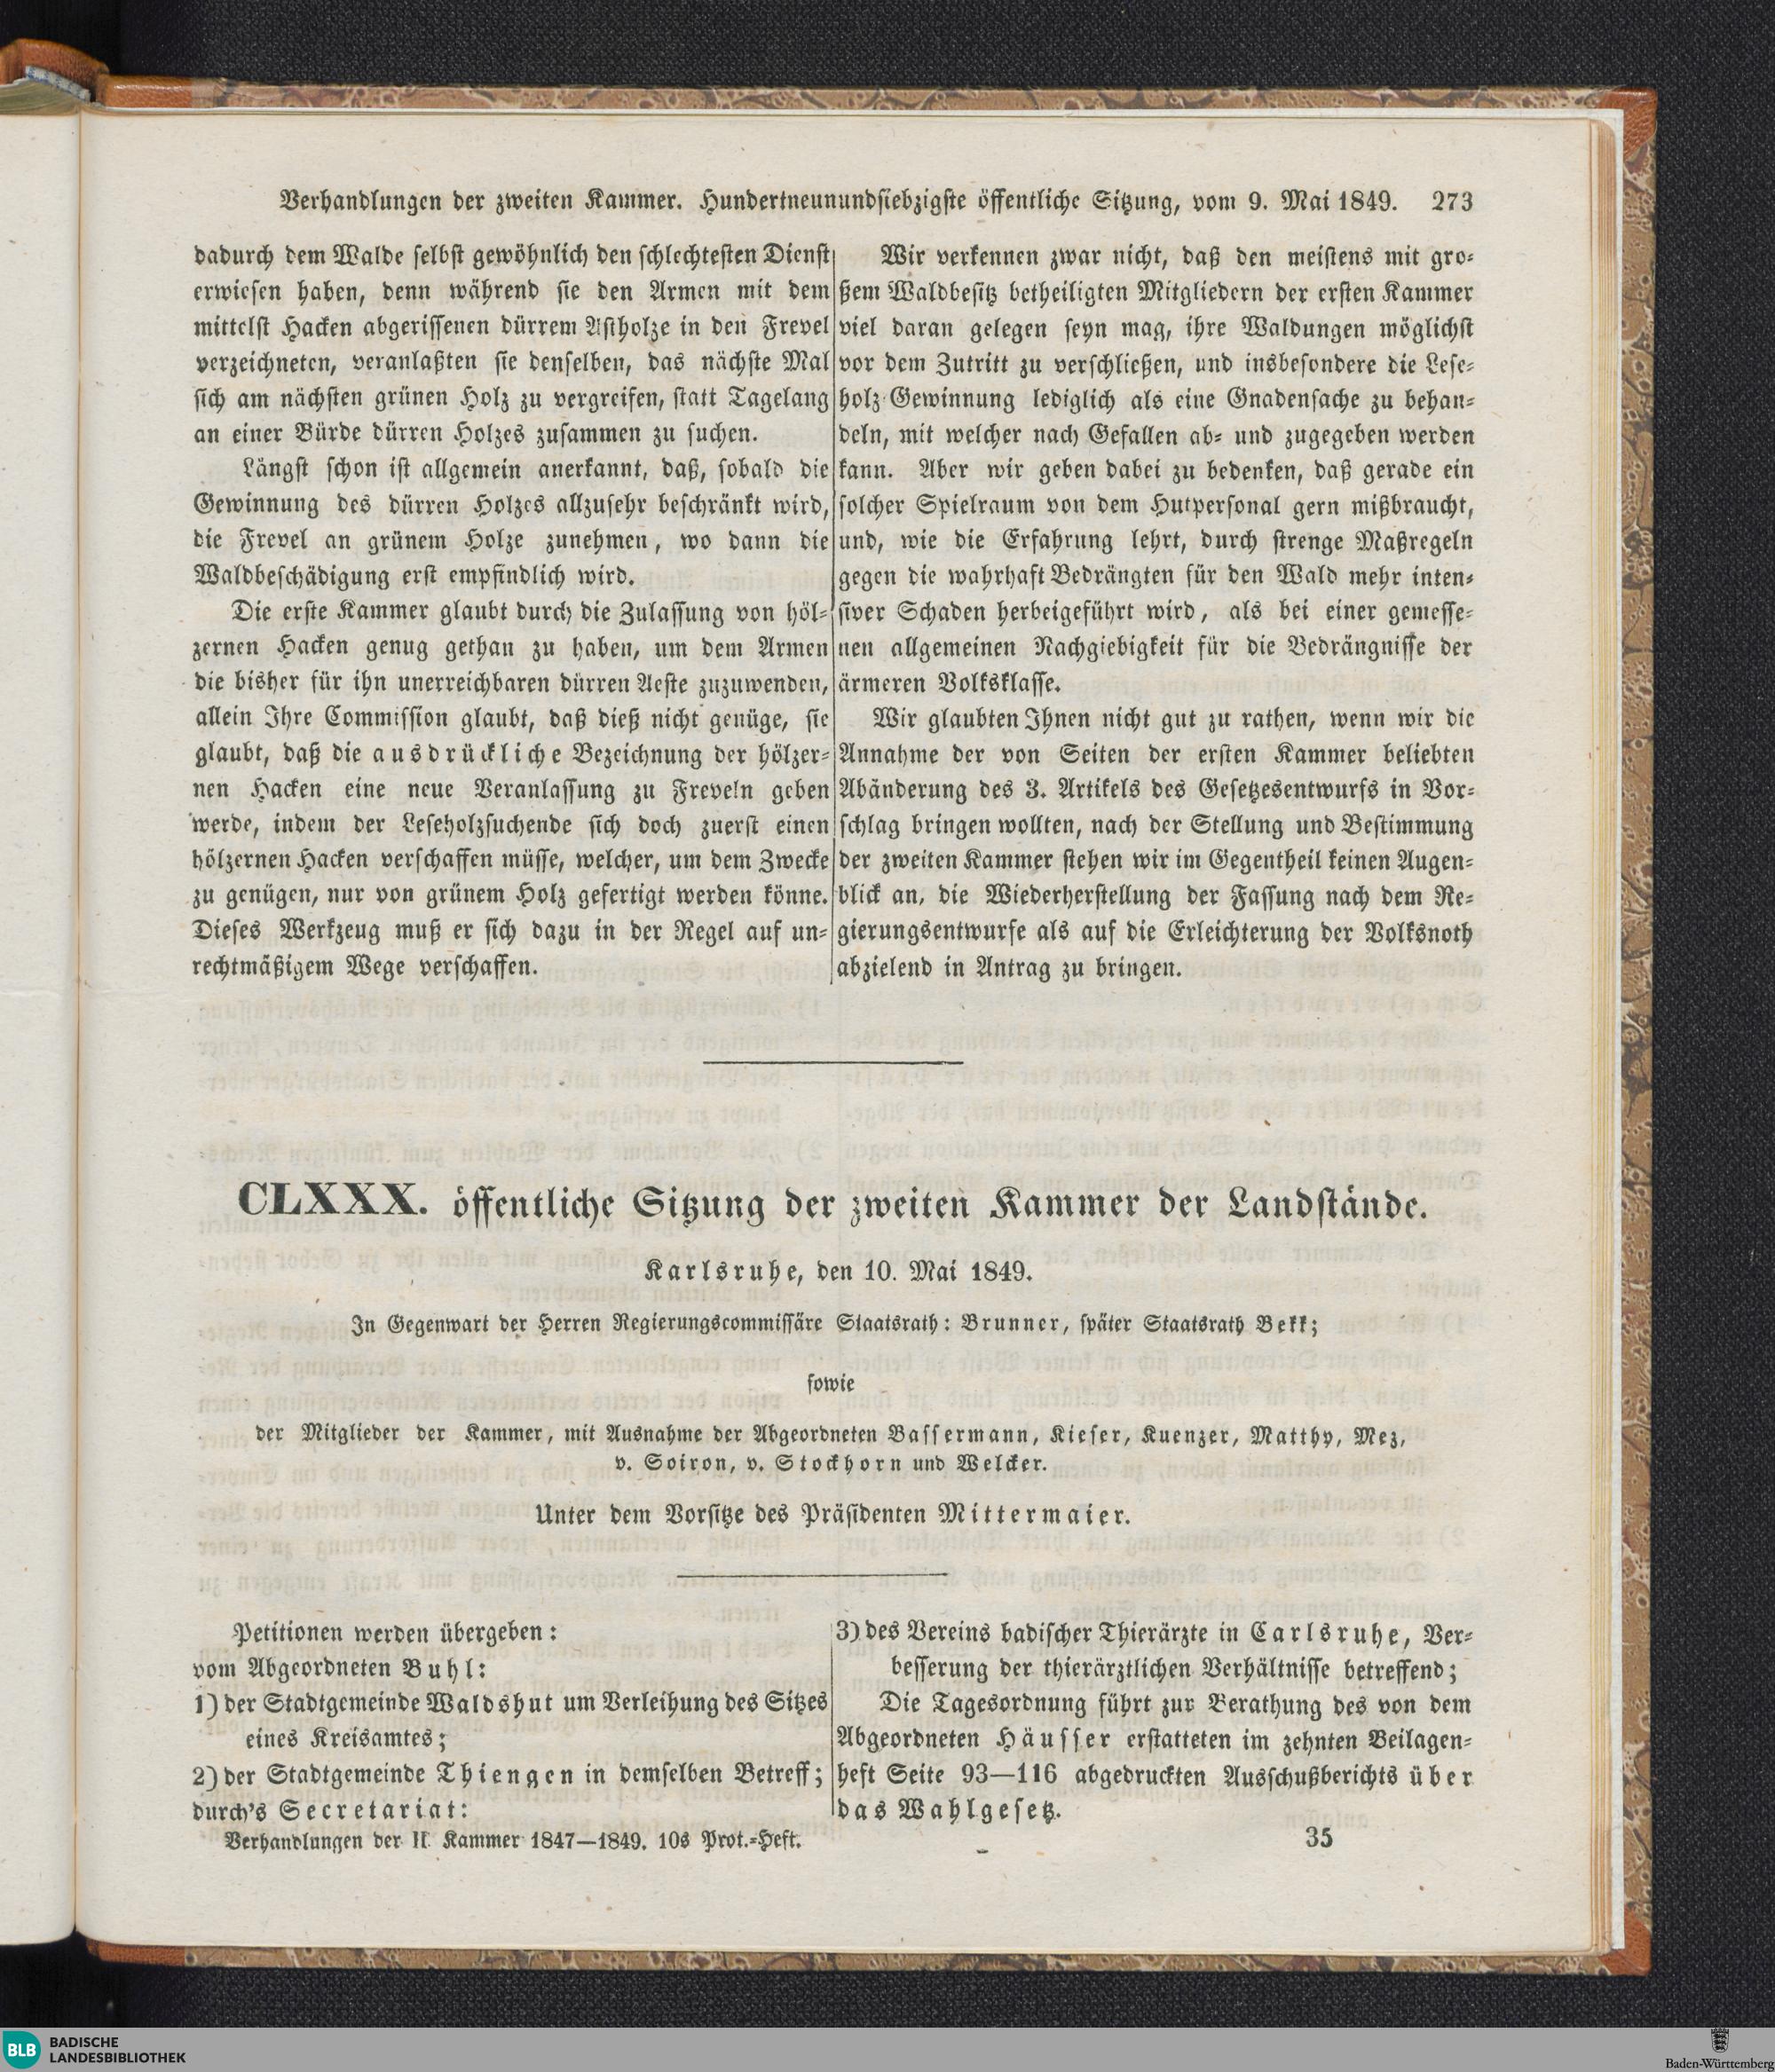 Verhandlungen der zweiten Kammer. Hundertneunundsiebzigste öffentliche Sitzung, vom 9. Mai 1849. 273
dadurch dem Walde selbst gewöhnlich den schlechtesten Dienst
erwiesen haben, denn während sie den Armen mit dem
mittelst Hacken abgerissenen dürrem Astholze in den Frevel
verzeichneten, veranlaßten sie denselben, das nächste Mal
sich am nächsten grünen Holz zu vergreifen, statt Tagelang
an einer Bürde dürren Holzes zusammen zu suchen.
Längst schon ist allgemein anerkannt, daß, sobald die
Gewinnung des dürren Holzes allzusehr beschränkt wird,
die Frevel an grünem Holze zunehmen, wo dann die
Waldbeschädigung erst empfindlich wird.
Die erste Kammer glaubt durch die Zulassung von höl-
zernen Hacken genug gethan zu haben, um dem Armen
die bisher für ihn unerreichbaren dürren Aeste zuzuwenden,
allein Ihre Commission glaubt, daß dieß nicht genüge, sie
glaubt, daß die ausdrückliche Bezeichnung der hölzer-
nen Hacken eine neue Veranlassung zu Freveln geben
werde, indem der Leseholzsuchende sich doch zuerst einen
hölzernen Hacken verschaffen müsse, welcher, um dem Zwecke
zu genügen, nur von grünem Holz gefertigt werden könne.
Dieses Werkzeug muß er sich dazu in der Regel auf un-
rechtmäßigem Wege verschaffen.
Wir verkennen zwar nicht, daß den meistens mit gro-
ßem Waldbesitz betheiligten Mitgliedern der ersten Kammer
viel daran gelegen seyn mag, ihre Waldungen möglichst
vor dem Zutritt zu verschließen, und insbesondere die Lese-
holz-Gewinnung lediglich als eine Gnadensache zu behan-
deln, mit welcher nach Gefallen ab- und zugegeben werden
kann. Aber wir geben dabei zu bedenken, daß gerade ein
solcher Spielraum von dem Hutpersonal gern mißbraucht,
und, wie die Erfahrung lehrt, durch strenge Maßregeln
gegen die wahrhaft Bedrängten für den Wald mehr inten-
siver Schaden herbeigeführt wird, als bei einer gemesse-
nen allgemeinen Nachgiebigkeit für die Bedrängnisse der
ärmeren Volksklasse.
Wir glaubten Ihnen nicht gut zu rathen, wenn wir die
Annahme der von Seiten der ersten Kammer beliebten
Abänderung des 3. Artikels des Gesetzesentwurfs in Vor-
schlag bringen wollten, nach der Stellung und Bestimmung
der zweiten Kammer stehen wir im Gegentheil keinen Augen-
blick an, die Wiederherstellung der Fassung nach dem Re-
gierungsentwurfe als auf die Erleichterung der Volksnoth
abzielend in Antrag zu bringen.
CLXXX. öffentliche Sitzung der zweiten Kammer der Landstände.
Karlsruhe, den 10. Mai 1849.
In Gegenwart der Herren Regierungscommissäre Staatsrath: Brunner, später Staatsrath Bekk;
sowie
der Mitglieder der Kammer, mit Ausnahme der Abgeordneten Bassermann, Kieser, Kuenzer, Matthy, Mez,
v. Soiron, v. Stockhorn und Welcker.
Unter dem Vorsitze des Präsidenten Mittermaier.
Petitionen werden übergeben:
vom Abgeordneten Buhl:
1) der Stadtgemeinde Waldshut um Verleihung des Sitzes
eines Kreisamtes;
2) der Stadtgemeinde Thiengen in demselben Betreff;
durch's Secretariat:
3) des Vereins badischer Thierärzte in Carlsruhe, Ver-
besserung der thierärztlichen Verhältnisse betreffend;
Die Tagesordnung führt zur Berathung des von dem
Abgeordneten Häusser erstatteten im zehnten Beilagen-
heft Seite 93—116 abgedruckten Ausschußberichts über
das Wahlgesetz.
Verhandlungen der II. Kammer 1847—1849. 10s Prot.-Heft. 35
BLB BADISCHE
LANDESBIBLIOTHEK
Baden-Württemberg